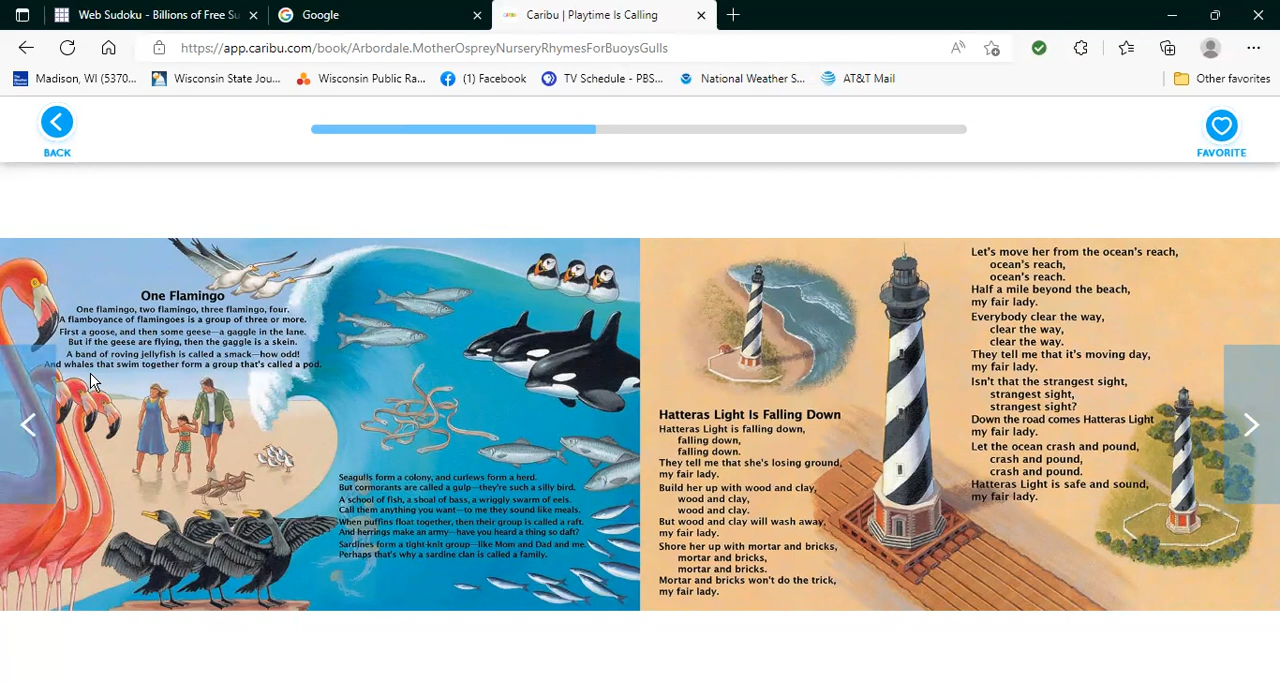 Web Sudoku - Billions of Free Su
Google
Caribu | Playtime Is Calling
https://app.caribu.com/book/Arbordale.MotherOspreyNurseryRhymesForBuoysGulls
Madison, WI (5370...
Wisconsin State Jou...
Wisconsin Public Ra...
(1) Facebook
TV Schedule - PBS...
National Weather S...
AT&T Mail
Other favorites
BACK
FAVORITE
One Flamingo
One flamingo, two flamingo, three flamingo, four.
A flamboyance of flamingoes is a group of three or more.
First a goose, and then some geese—a gaggle in the lane.
But if the geese are flying, then the gaggle is a skein.
A band of roving jellyfish is called a smack—how odd!
And whales that swim together form a group that's called a pod.
Seagulls form a colony, and curlews form a herd.
But cormorants are called a gulp—they're such a silly bird.
A school of fish, a shoal of bass, a wriggly swarm of eels.
Call them anything you want—to me they sound like meals.
When puffins float together, then their group is called a raft.
And herrings make an army—have you heard a thing so daft?
Sardines form a tight-knit group—like Mom and Dad and me.
Perhaps that's why a sardine clan is called a family.
Hatteras Light Is Falling Down
Hatteras Light is falling down,
falling down,
falling down.
They tell me that she's losing ground,
my fair lady.
Build her up with wood and clay,
wood and clay,
wood and clay.
But wood and clay will wash away,
my fair lady.
Shore her up with mortar and bricks,
mortar and bricks,
mortar and bricks.
Mortar and bricks won't do the trick,
my fair lady.
Let's move her from the ocean's reach,
ocean's reach,
ocean's reach.
Half a mile beyond the beach,
my fair lady.
Everybody clear the way,
clear the way,
clear the way.
They tell me that it's moving day,
my fair lady.
Isn't that the strangest sight,
strangest sight,
strangest sight?
Down the road comes Hatteras Light
my fair lady.
Let the ocean crash and pound,
crash and pound,
crash and pound.
Hatteras Light is safe and sound,
my fair lady.